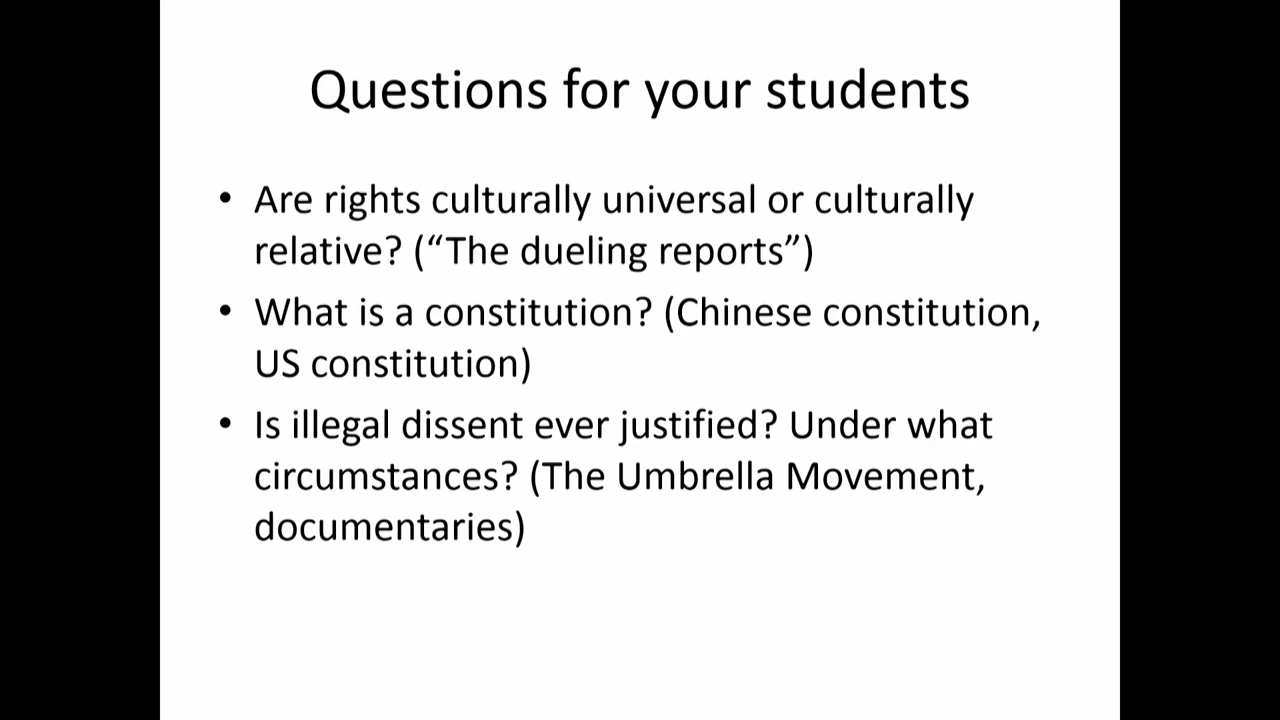 Questions for your students
• Are rights culturally universal or culturally
relative? (“The dueling reports”)
• What is a constitution? (Chinese constitution,
US constitution)
• Is illegal dissent ever justified? Under what
circumstances? (The Umbrella Movement,
documentaries)